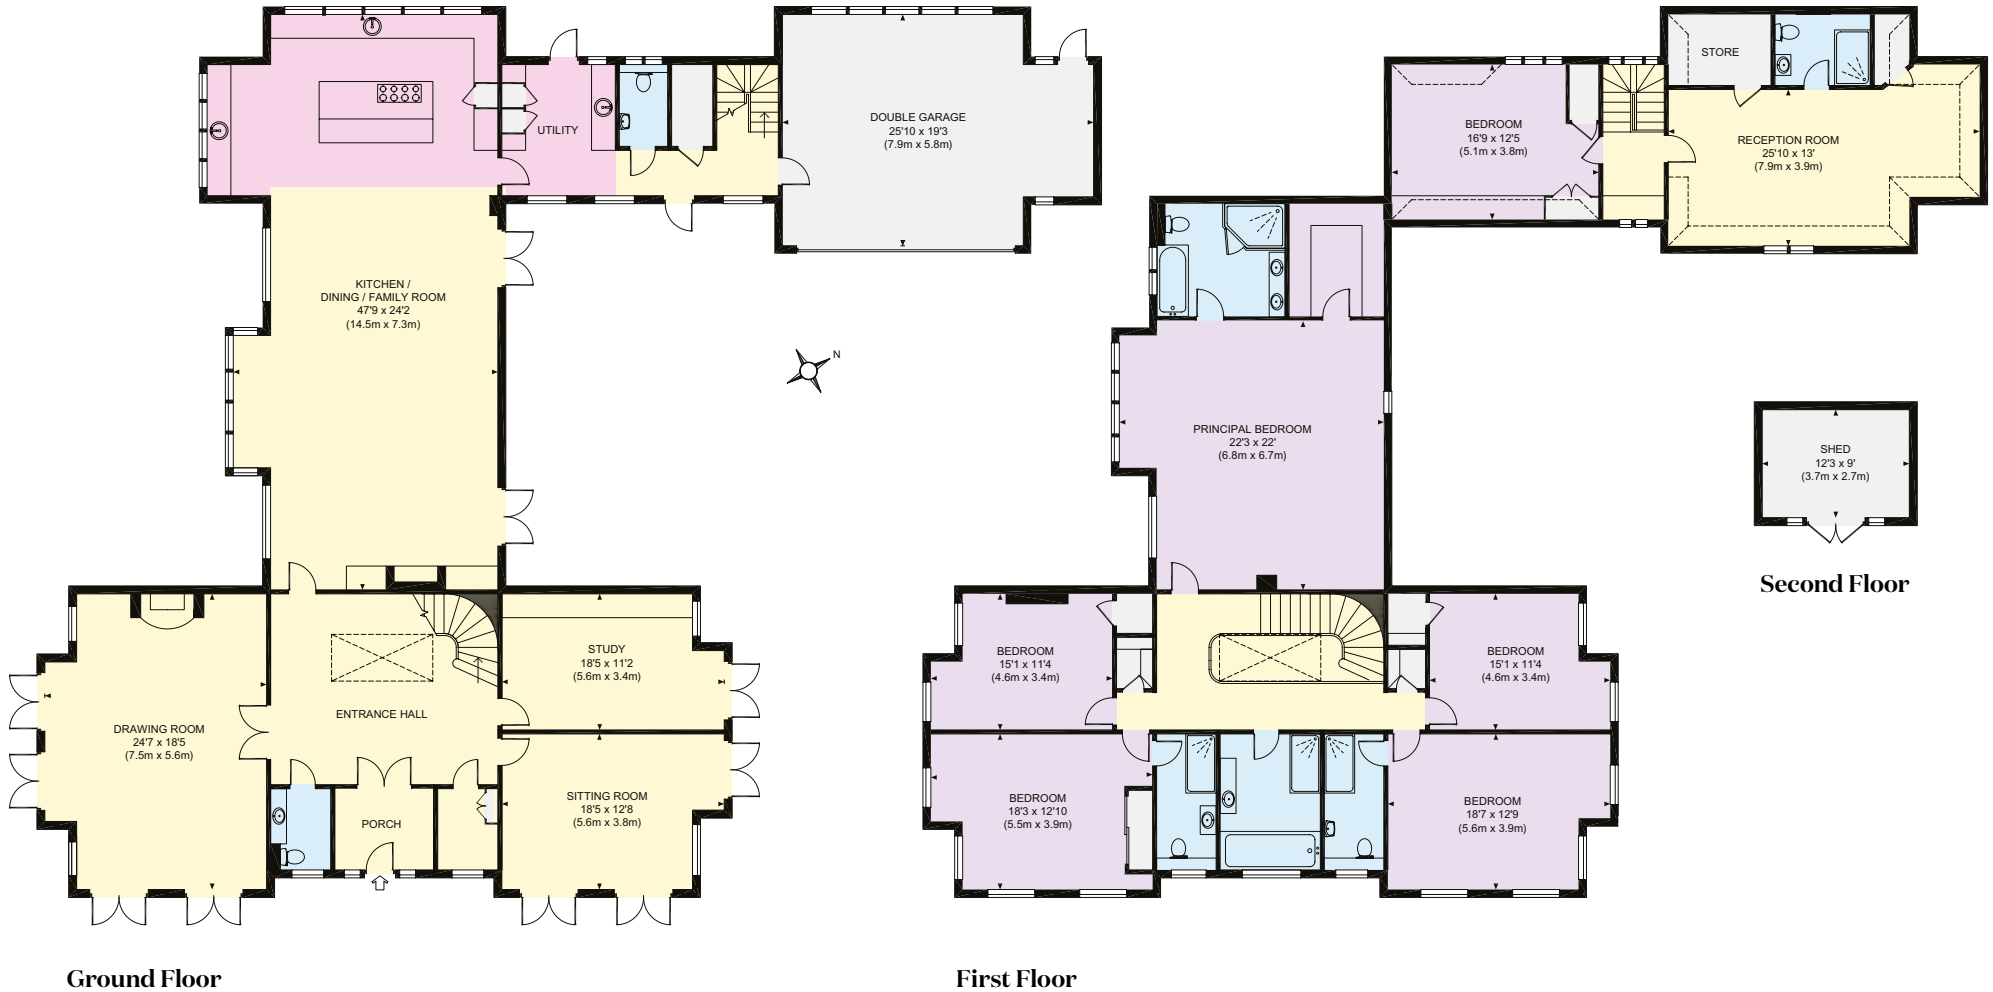 KITCHEN /
DINING / FAMILY ROOM
47'9 x 24'2
(14.5m x 7.3m)
UTILITY
DOUBLE GARAGE
25'10 x 19'3
(7.9m x 5.8m)
N
DRAWING ROOM
24'7 x 18'5
(7.5m x 5.6m)
ENTRANCE HALL
PORCH
STUDY
18'5 x 11'2
(5.6m x 3.4m)
SITTING ROOM
18'5 x 12'8
(5.6m x 3.8m)
Ground Floor
BEDROOM
16'9 x 12'5
(5.1m x 3.8m)
STORE
RECEPTION ROOM
25'10 x 13'
(7.9m x 3.9m)
PRINCIPAL BEDROOM
22'3 x 22'
(6.8m x 6.7m)
BEDROOM
15'1 x 11'4
(4.6m x 3.4m)
BEDROOM
15'1 x 11'4
(4.6m x 3.4m)
BEDROOM
18'3 x 12'10
(5.5m x 3.9m)
BEDROOM
18'7 x 12'9
(5.6m x 3.9m)
First Floor
SHED
12'3 x 9'
(3.7m x 2.7m)
Second Floor